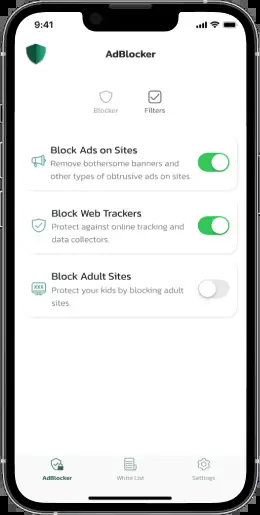 9:41
AdBlocker
Blocker Filters
Block Ads on Sites
Remove bothersome banners and
other types of obtrusive ads on sites.
Block Web Trackers
Protect against online tracking and
data collectors.
XXX
Block Adult Sites
Protect your kids by blocking adult
sites.
AdBlocker White List Settings